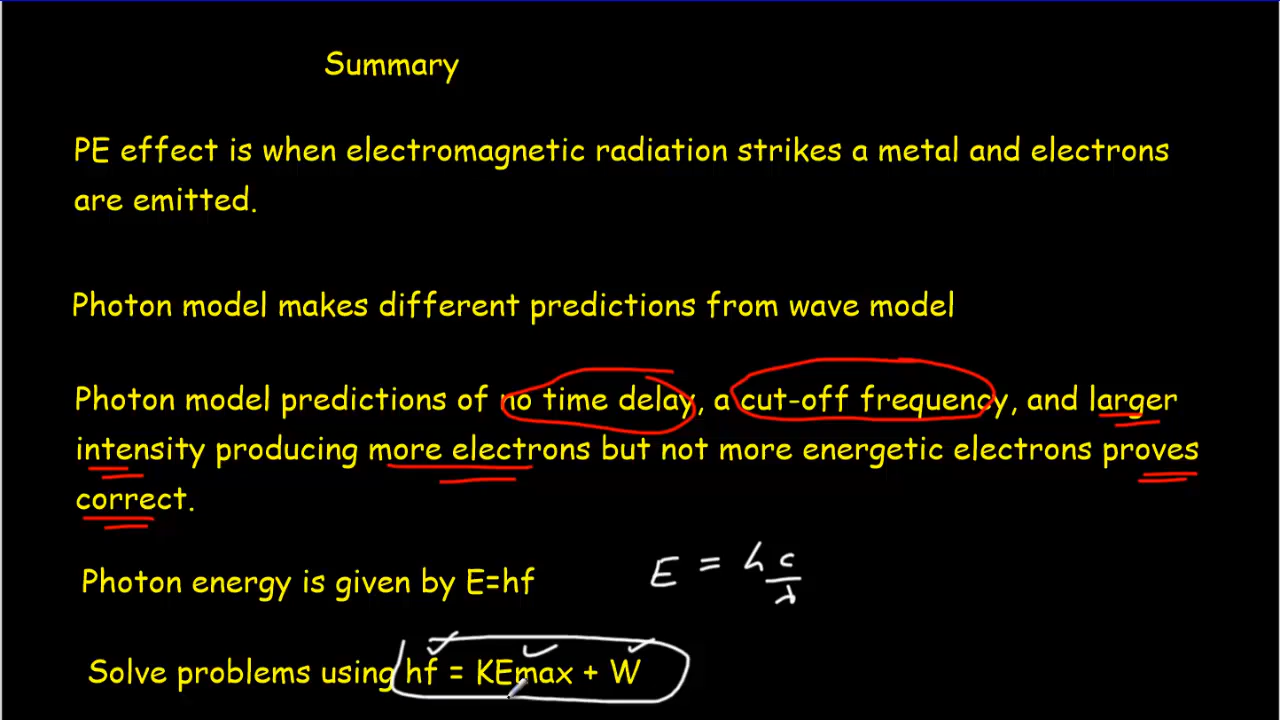 Summary
PE effect is when electromagnetic radiation strikes a metal and electrons
are emitted.
Photon model makes different predictions from wave model
Photon model predictions of no time delay, a cut-off frequency, and larger
intensity producing more electrons but not more energetic electrons proves
correct.
Photon energy is given by E=hf
E = h c/λ
Solve problems using hf = KEmax + W